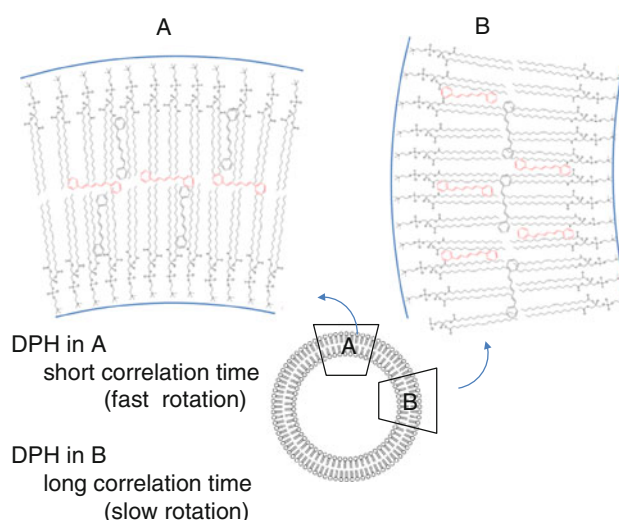 A
B
DPH in A
short correlation time
(fast rotation)
DPH in B
long correlation time
(slow rotation)
A
B